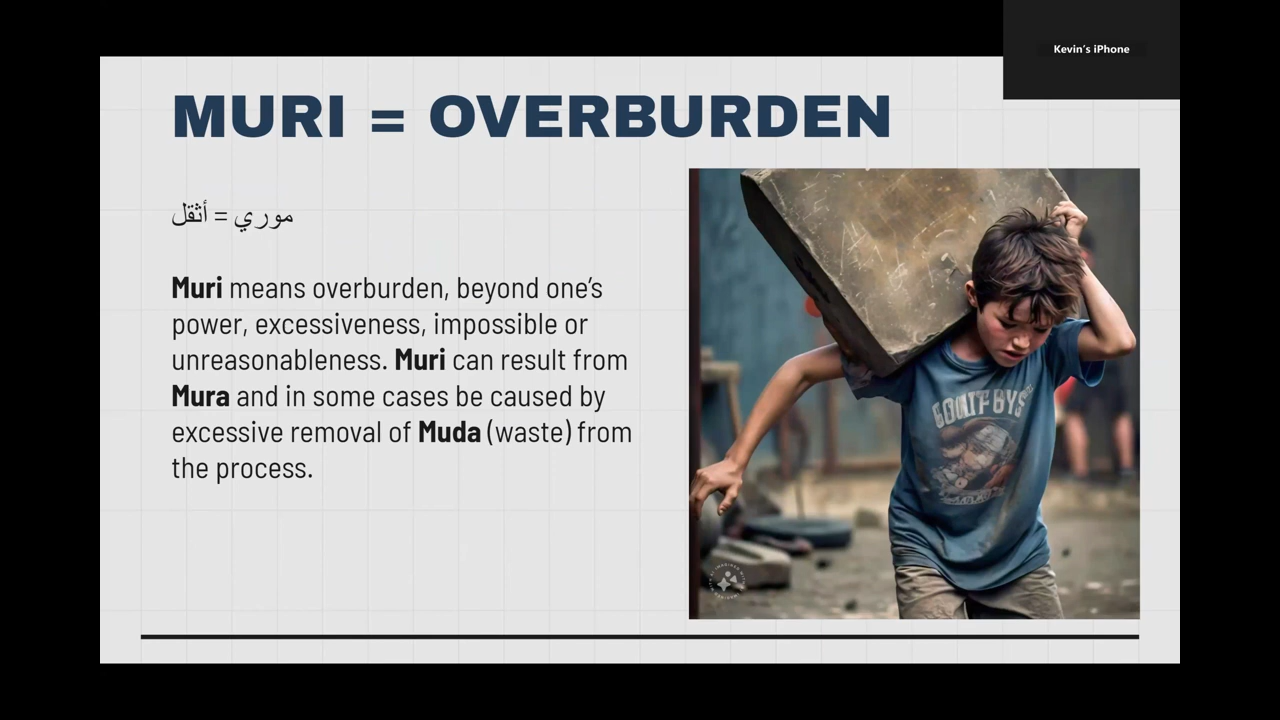 Kevin's iPhone
MURI = OVERBURDEN
موري = أثقل
Muri means overburden, beyond one's
power, excessiveness, impossible or
unreasonableness. Muri can result from
Mura and in some cases be caused by
excessive removal of Muda (waste) from
the process.